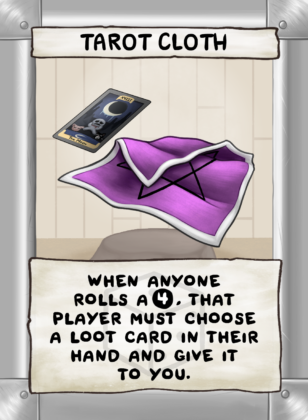 TAROT CLOTH
WHEN ANYONE
ROLLS A 4, THAT
PLAYER MUST CHOOSE
A LOOT CARD IN THEIR
HAND AND GIVE IT
TO YOU.